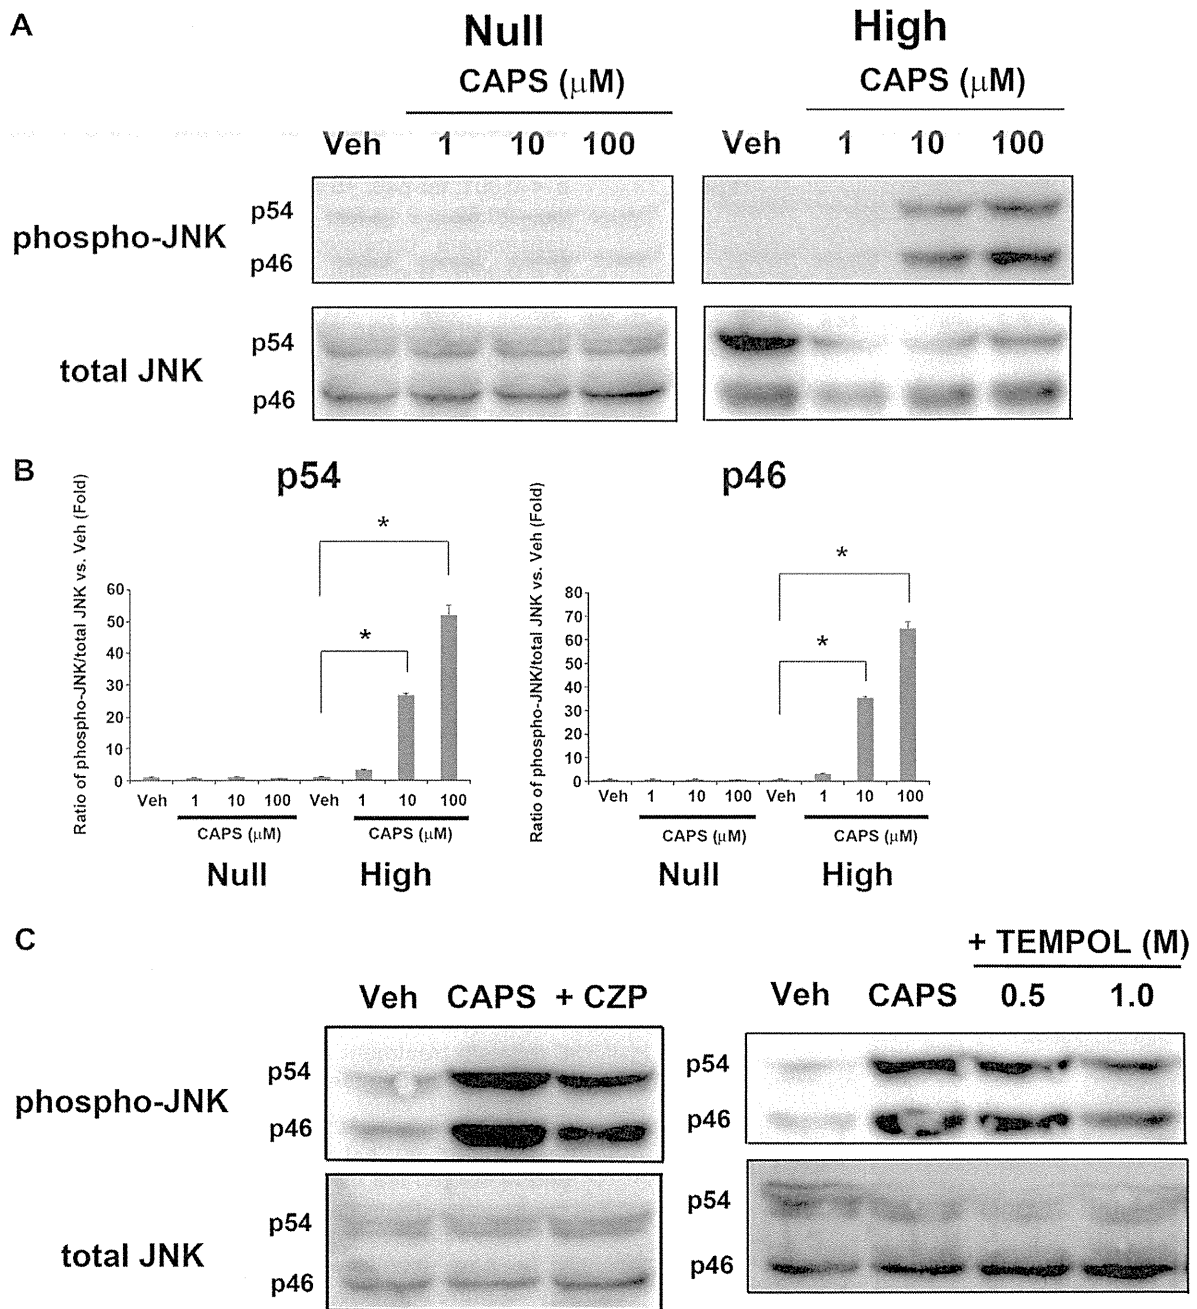 A
Null
High
CAPS (μM)
CAPS (μM)
Veh 1 10 100
Veh 1 10 100
phospho-JNK
p54
p46
total JNK
p54
p46
B
p54
p46
Ratio of phospho-JNK/total JNK vs. Veh (Fold)
*
*
60
50
40
30
20
10
0
Veh 1 10 100 Veh 1 10 100
CAPS (μM) CAPS (μM)
Null High
Ratio of phospho-JNK/total JNK vs. Veh (Fold)
*
*
80
70
60
50
40
30
20
10
0
Veh 1 10 100 Veh 1 10 100
CAPS (μM) CAPS (μM)
Null High
C
+ TEMPOL (M)
Veh CAPS + CZP
Veh CAPS 0.5 1.0
phospho-JNK
p54
p46
p54
p46
total JNK
p54
p46
p54
p46